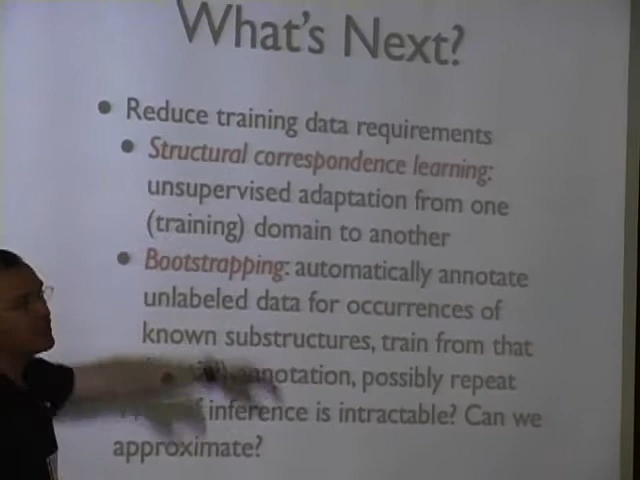 What's Next?
• Reduce training data requirements
• Structural correspondence learning:
unsupervised adaptation from one
(training) domain to another
• Bootstrapping: automatically annotate
unlabeled data for occurrences of
known substructures, train from that
annotation, possibly repeat
inference is intractable? Can we
approximate?